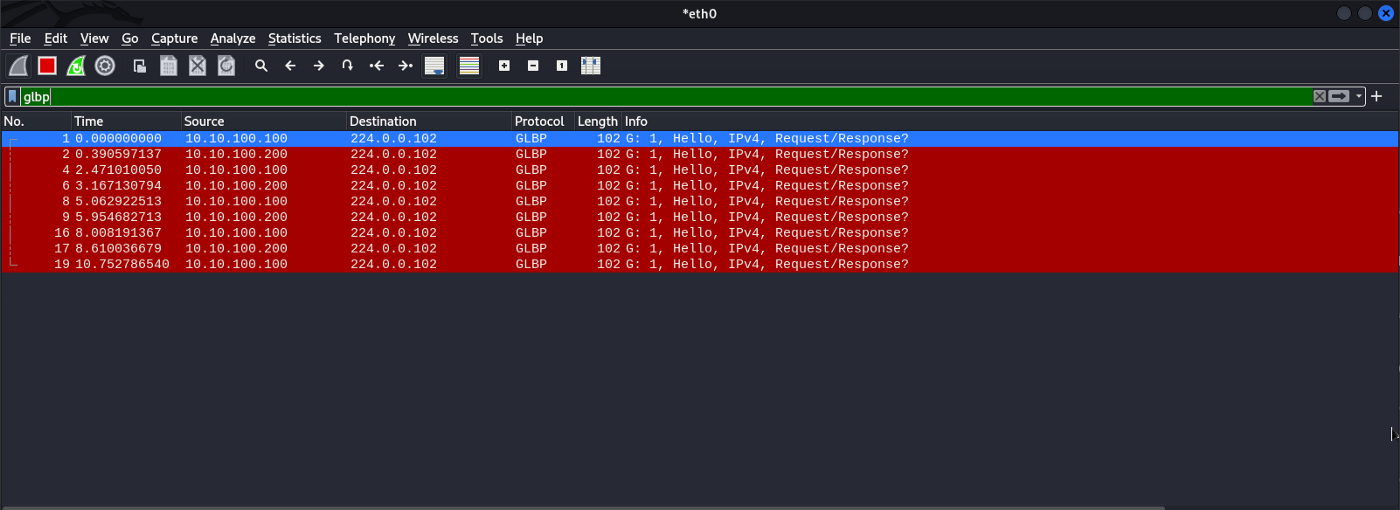 *eth0
File Edit View Go Capture Analyze Statistics Telephony Wireless Tools Help
glbp
No. Time Source Destination Protocol Length Info
1 0.000000000 10.10.100.100 224.0.0.102 GLBP 102 G: 1, Hello, IPv4, Request/Response?
2 0.390597137 10.10.100.200 224.0.0.102 GLBP 102 G: 1, Hello, IPv4, Request/Response?
4 2.471010050 10.10.100.100 224.0.0.102 GLBP 102 G: 1, Hello, IPv4, Request/Response?
6 3.167130794 10.10.100.200 224.0.0.102 GLBP 102 G: 1, Hello, IPv4, Request/Response?
8 5.062922513 10.10.100.100 224.0.0.102 GLBP 102 G: 1, Hello, IPv4, Request/Response?
9 5.954682713 10.10.100.200 224.0.0.102 GLBP 102 G: 1, Hello, IPv4, Request/Response?
16 8.008191367 10.10.100.100 224.0.0.102 GLBP 102 G: 1, Hello, IPv4, Request/Response?
17 8.610036679 10.10.100.200 224.0.0.102 GLBP 102 G: 1, Hello, IPv4, Request/Response?
19 10.752786540 10.10.100.100 224.0.0.102 GLBP 102 G: 1, Hello, IPv4, Request/Response?